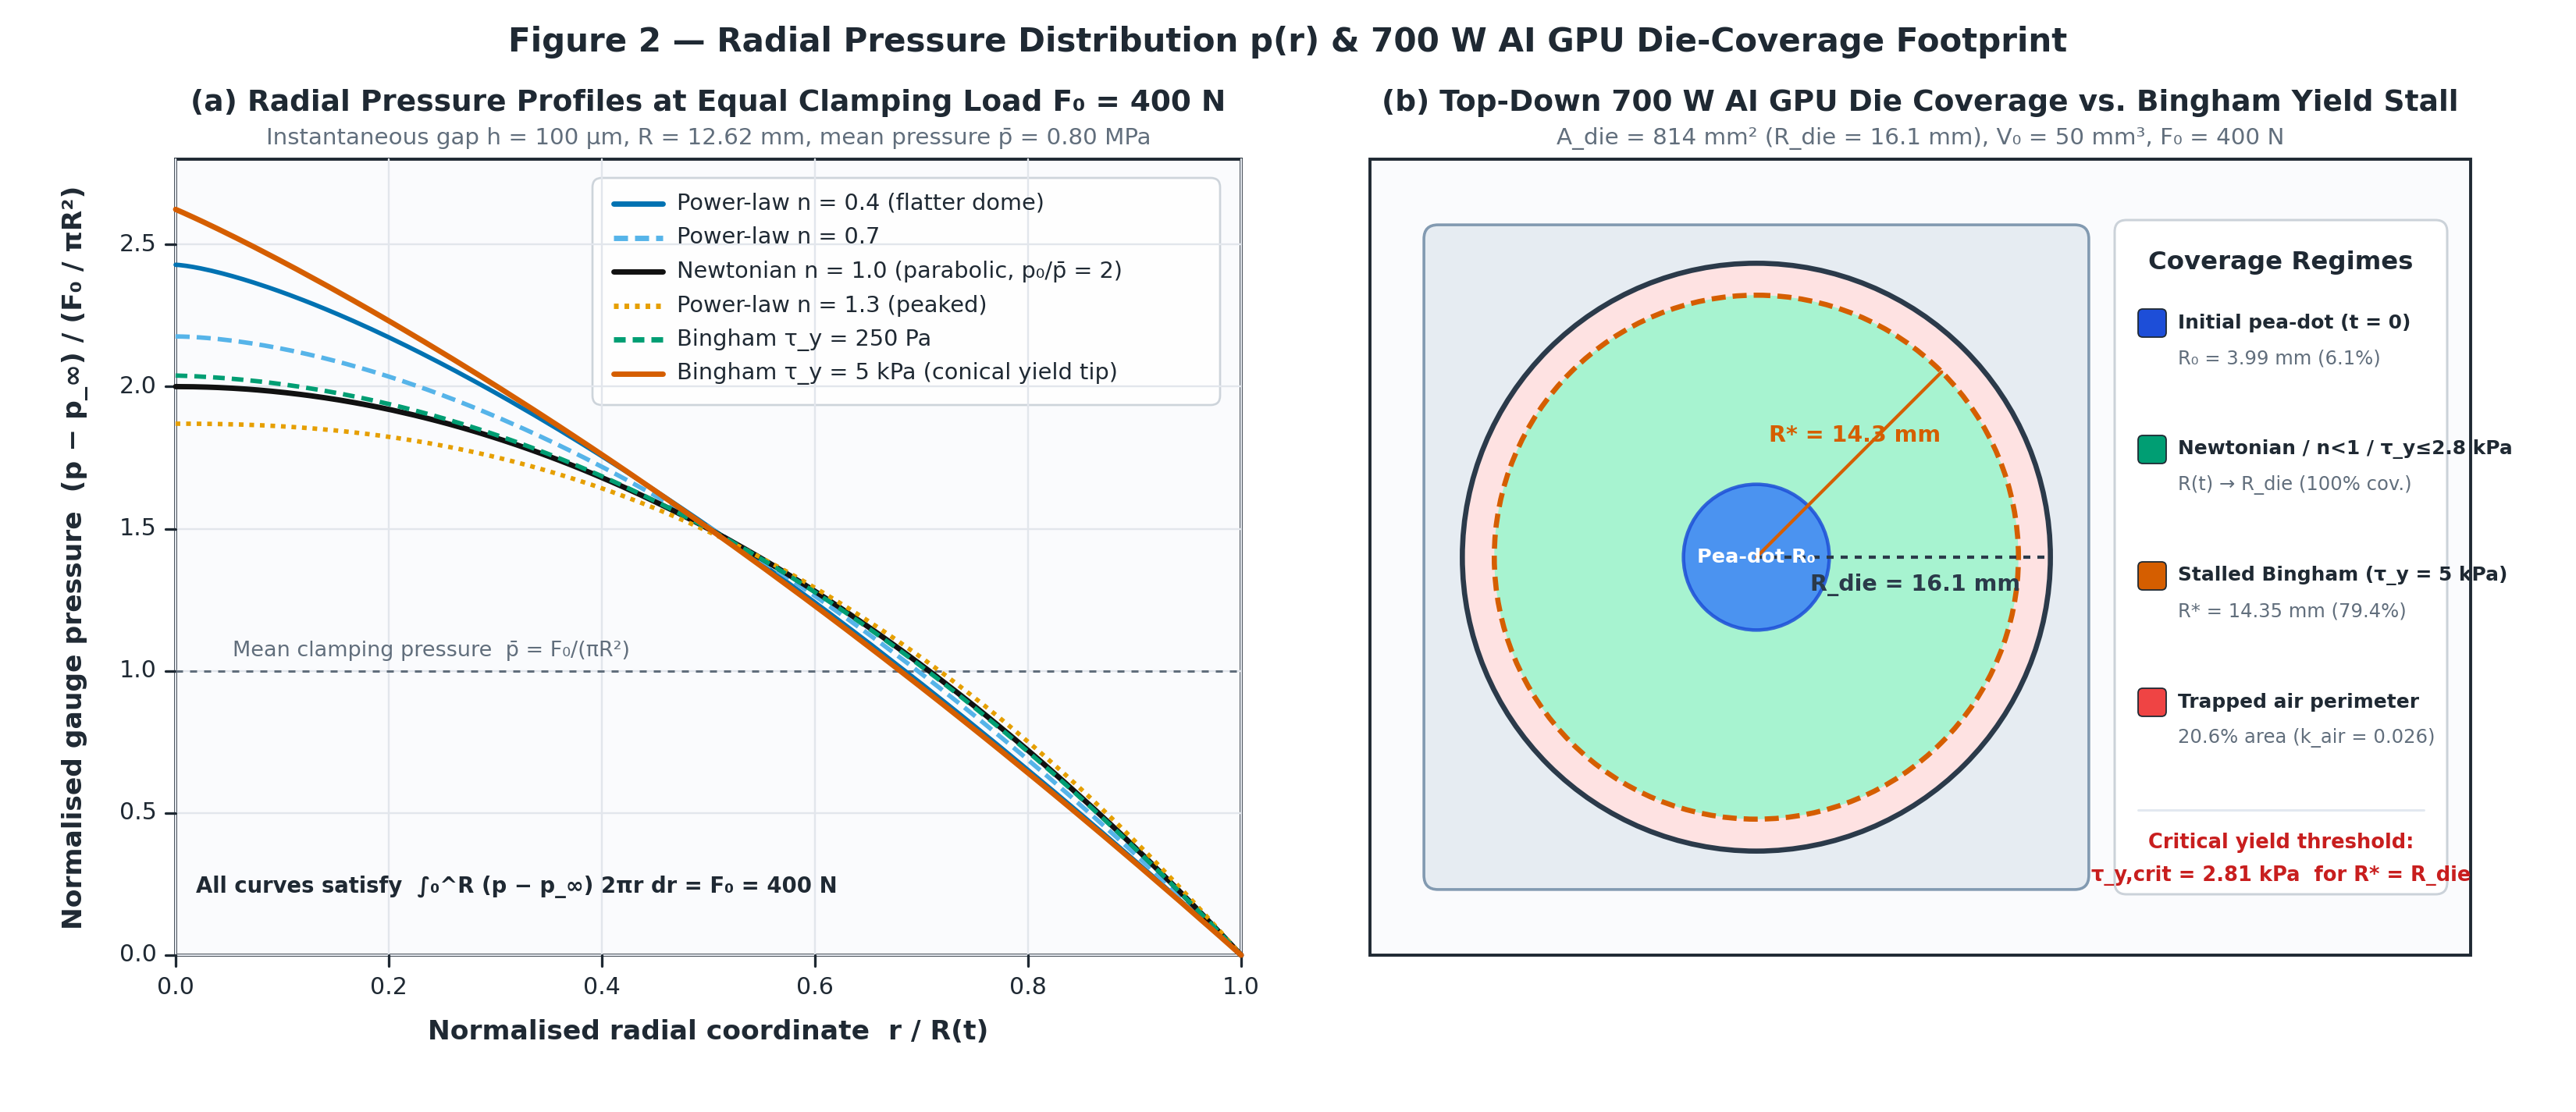 Figure 2 — Radial Pressure Distribution p(r) & 700 W AI GPU Die-Coverage Footprint
(a) Radial Pressure Profiles at Equal Clamping Load F₀ = 400 N
Instantaneous gap h = 100 µm, R = 12.62 mm, mean pressure p̄ = 0.80 MPa
Normalised gauge pressure (p − p_∞) / (F₀ / πR²)
2.5
2.0
1.5
1.0
0.5
0.0
Power-law n = 0.4 (flatter dome)
Power-law n = 0.7
Newtonian n = 1.0 (parabolic, p₀/p̄ = 2)
Power-law n = 1.3 (peaked)
Bingham τ_y = 250 Pa
Bingham τ_y = 5 kPa (conical yield tip)
Mean clamping pressure p̄ = F₀/(πR²)
All curves satisfy ∫₀^R (p − p_∞) 2πr dr = F₀ = 400 N
0.0 0.2 0.4 0.6 0.8 1.0
Normalised radial coordinate r / R(t)
(b) Top-Down 700 W AI GPU Die Coverage vs. Bingham Yield Stall
A_die = 814 mm² (R_die = 16.1 mm), V₀ = 50 mm³, F₀ = 400 N
R* = 14.3 mm
Pea-dot R₀
R_die = 16.1 mm
Coverage Regimes
Initial pea-dot (t = 0)
R₀ = 3.99 mm (6.1%)
Newtonian / n<1 / τ_y≤2.8 kPa
R(t) → R_die (100% cov.)
Stalled Bingham (τ_y = 5 kPa)
R* = 14.35 mm (79.4%)
Trapped air perimeter
20.6% area (k_air = 0.026)
Critical yield threshold:
τ_y,crit = 2.81 kPa for R* = R_die